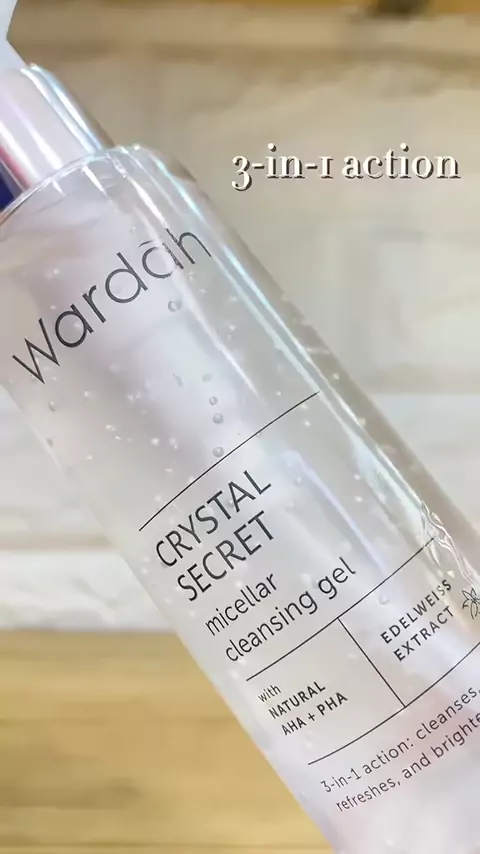 3-in-1 action
wardah
CRYSTAL
SECRET
micellar
cleansing gel
with
NATURAL
AHA + PHA
EDELWEISS
EXTRACT
3-in-1 action: cleanses,
refreshes, and